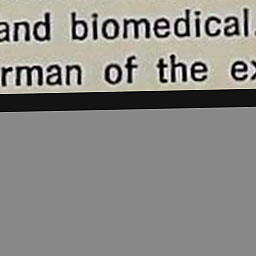 and biomedical.
rman of the ex